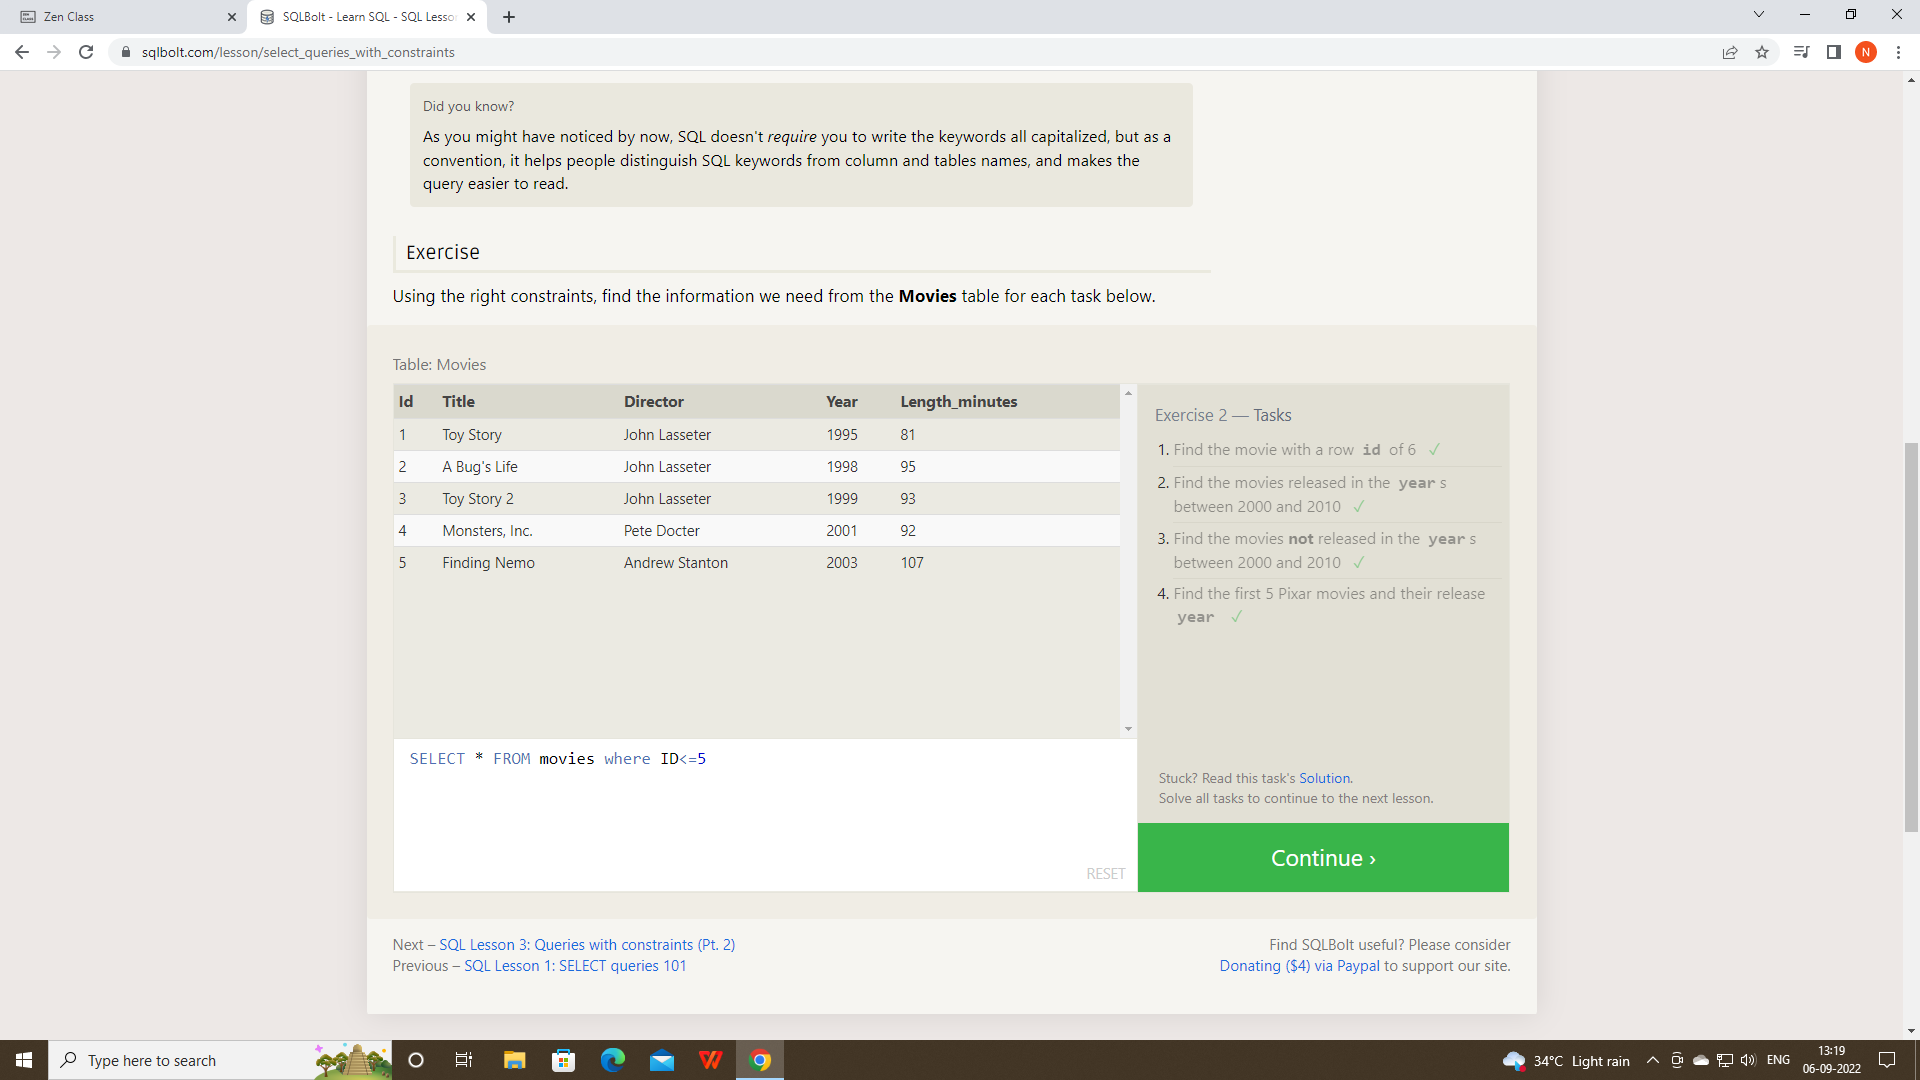 Zen Class
SQLBolt - Learn SQL - SQL Lesso
sqlbolt.com/lesson/select_queries_with_constraints
N
Did you know?
As you might have noticed by now, SQL doesn't require you to write the keywords all capitalized, but as a
convention, it helps people distinguish SQL keywords from column and tables names, and makes the
query easier to read.
Exercise
Using the right constraints, find the information we need from the Movies table for each task below.
Table: Movies
Id Title Director Year Length_minutes
1 Toy Story John Lasseter 1995 81
2 A Bug's Life John Lasseter 1998 95
3 Toy Story 2 John Lasseter 1999 93
4 Monsters, Inc. Pete Docter 2001 92
5 Finding Nemo Andrew Stanton 2003 107
SELECT * FROM movies where ID<=5
RESET
Exercise 2 — Tasks
1. Find the movie with a row id of 6 ✓
2. Find the movies released in the year s
between 2000 and 2010 ✓
3. Find the movies not released in the year s
between 2000 and 2010 ✓
4. Find the first 5 Pixar movies and their release
year ✓
Stuck? Read this task's Solution.
Solve all tasks to continue to the next lesson.
Continue ›
Next – SQL Lesson 3: Queries with constraints (Pt. 2)
Previous – SQL Lesson 1: SELECT queries 101
Find SQLBolt useful? Please consider
Donating ($4) via Paypal to support our site.
Type here to search
34°C Light rain
ENG
13:19
06-09-2022